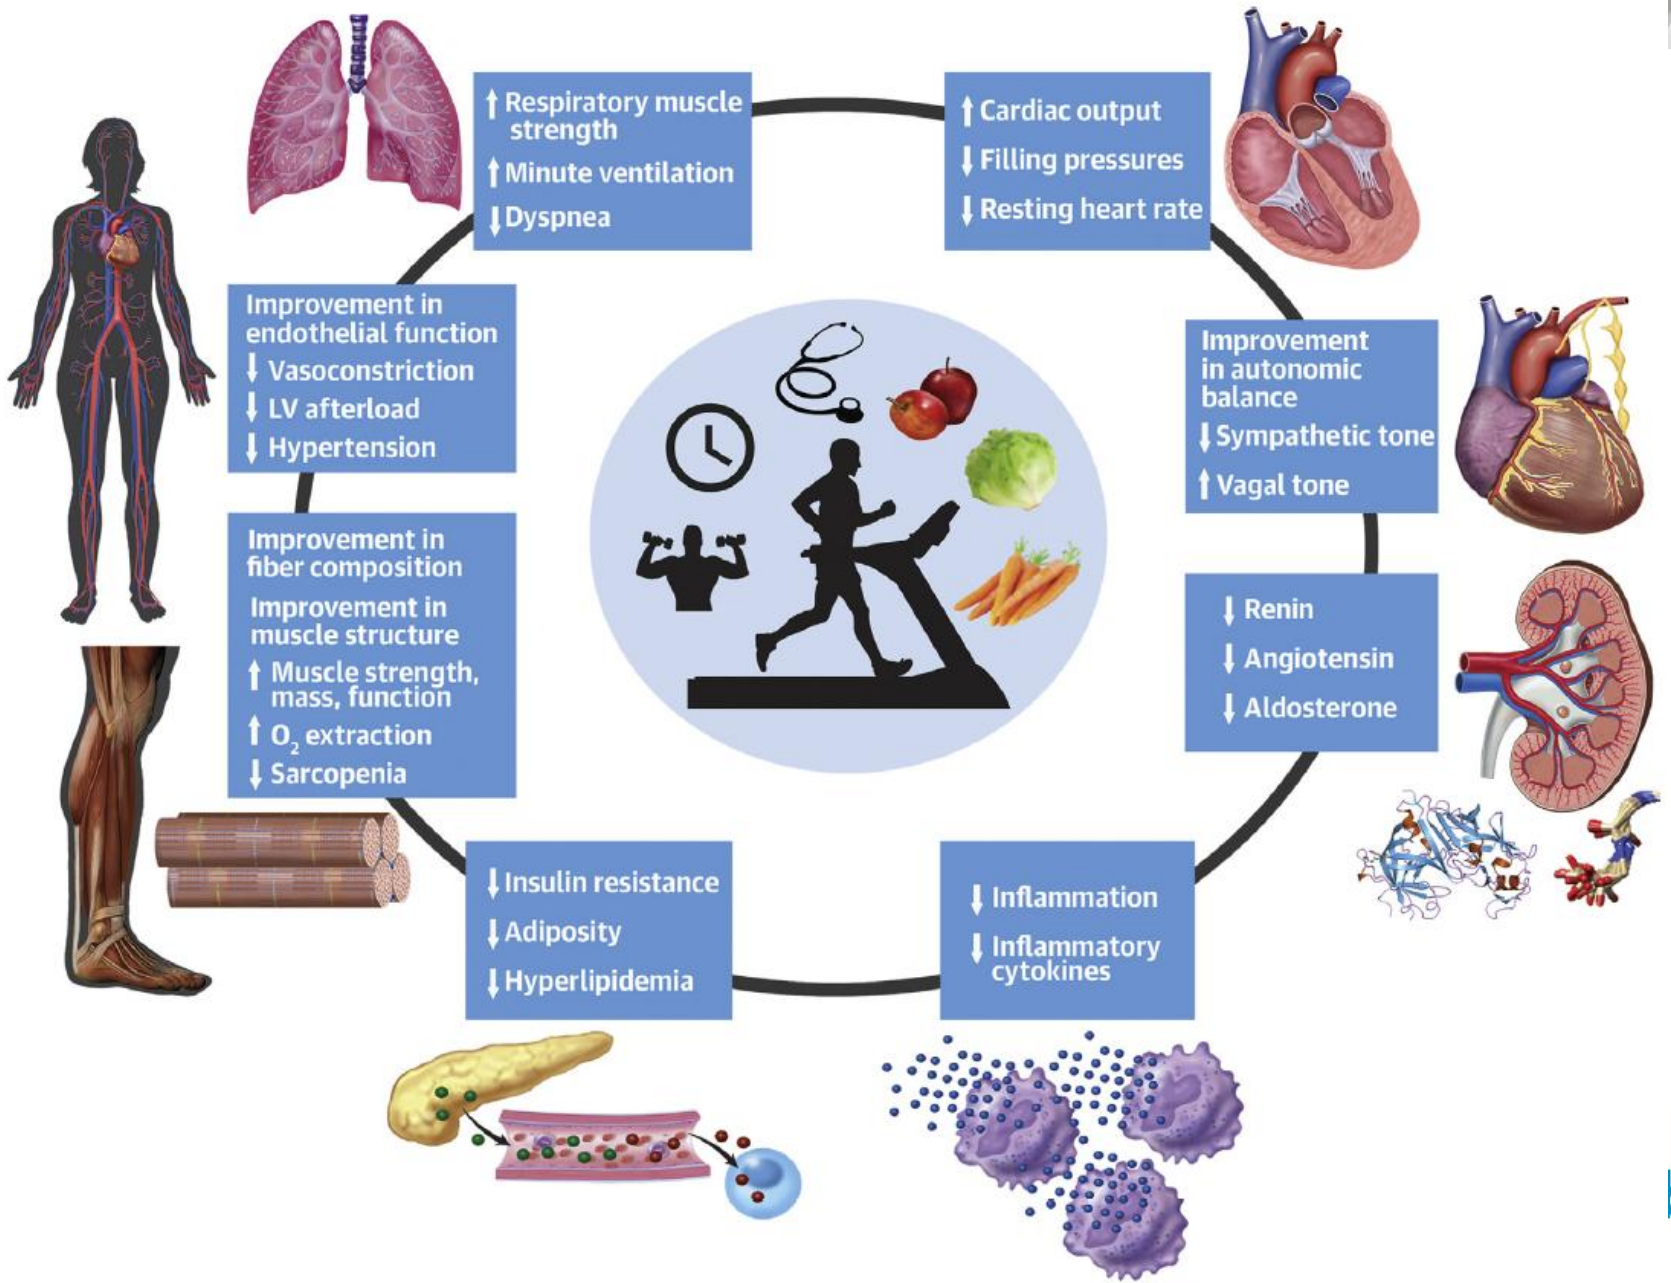 ↑ Respiratory muscle
strength
↑ Minute ventilation
↓ Dyspnea
↑ Cardiac output
↓ Filling pressures
↓ Resting heart rate
Improvement in
endothelial function
↓ Vasoconstriction
↓ LV afterload
↓ Hypertension
Improvement
in autonomic
balance
↓ Sympathetic tone
↑ Vagal tone
Improvement in
fiber composition
Improvement in
muscle structure
↑ Muscle strength,
mass, function
↑ O₂ extraction
↓ Sarcopenia
↓ Renin
↓ Angiotensin
↓ Aldosterone
↓ Insulin resistance
↓ Adiposity
↓ Hyperlipidemia
↓ Inflammation
↓ Inflammatory
cytokines